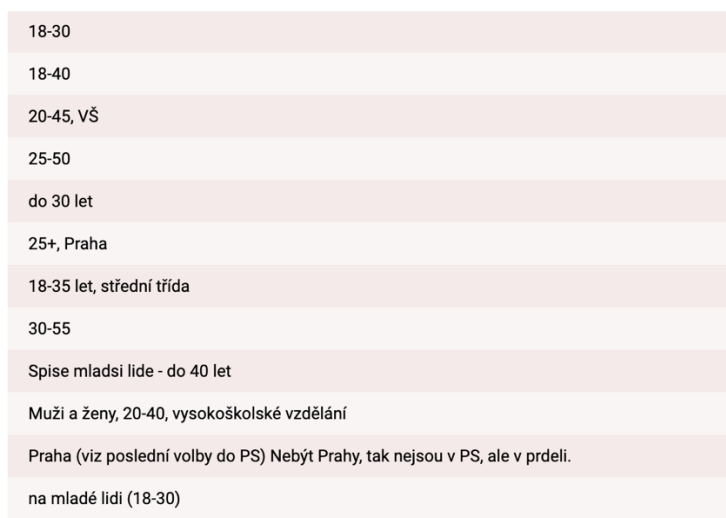 18-30
18-40
20-45, VŠ
25-50
do 30 let
25+, Praha
18-35 let, střední třída
30-55
Spise mladsi lide - do 40 let
Muži a ženy, 20-40, vysokoškolské vzdělání
Praha (viz poslední volby do PS) Nebýt Prahy, tak nejsou v PS, ale v prdeli.
na mladé lidi (18-30)